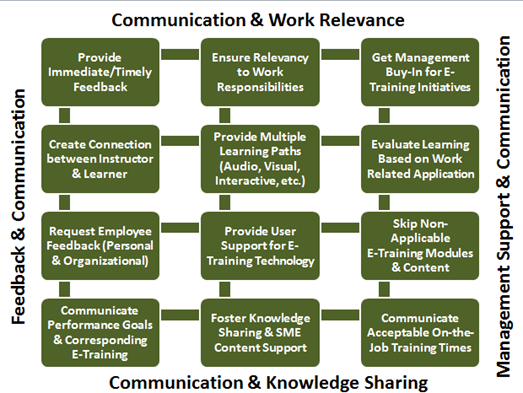 Communication & Work Relevance
Provide
Immediate/Timely
Feedback
Ensure Relevancy
to Work
Responsibilities
Get Management
Buy-In for E-
Training Initiatives
Create Connection
between Instructor
& Learner
Provide Multiple
Learning Paths
(Audio, Visual,
Interactive, etc.)
Evaluate Learning
Based on Work
Related Application
Request Employee
Feedback (Personal
& Organizational)
Provide User
Support for E-
Training Technology
Skip Non-
Applicable
E-Training Modules
& Content
Communicate
Performance Goals
& Corresponding
E-Training
Foster Knowledge
Sharing & SME
Content Support
Communicate
Acceptable On-the-
Job Training Times
Feedback & Communication
Management Support & Communication
Communication & Knowledge Sharing